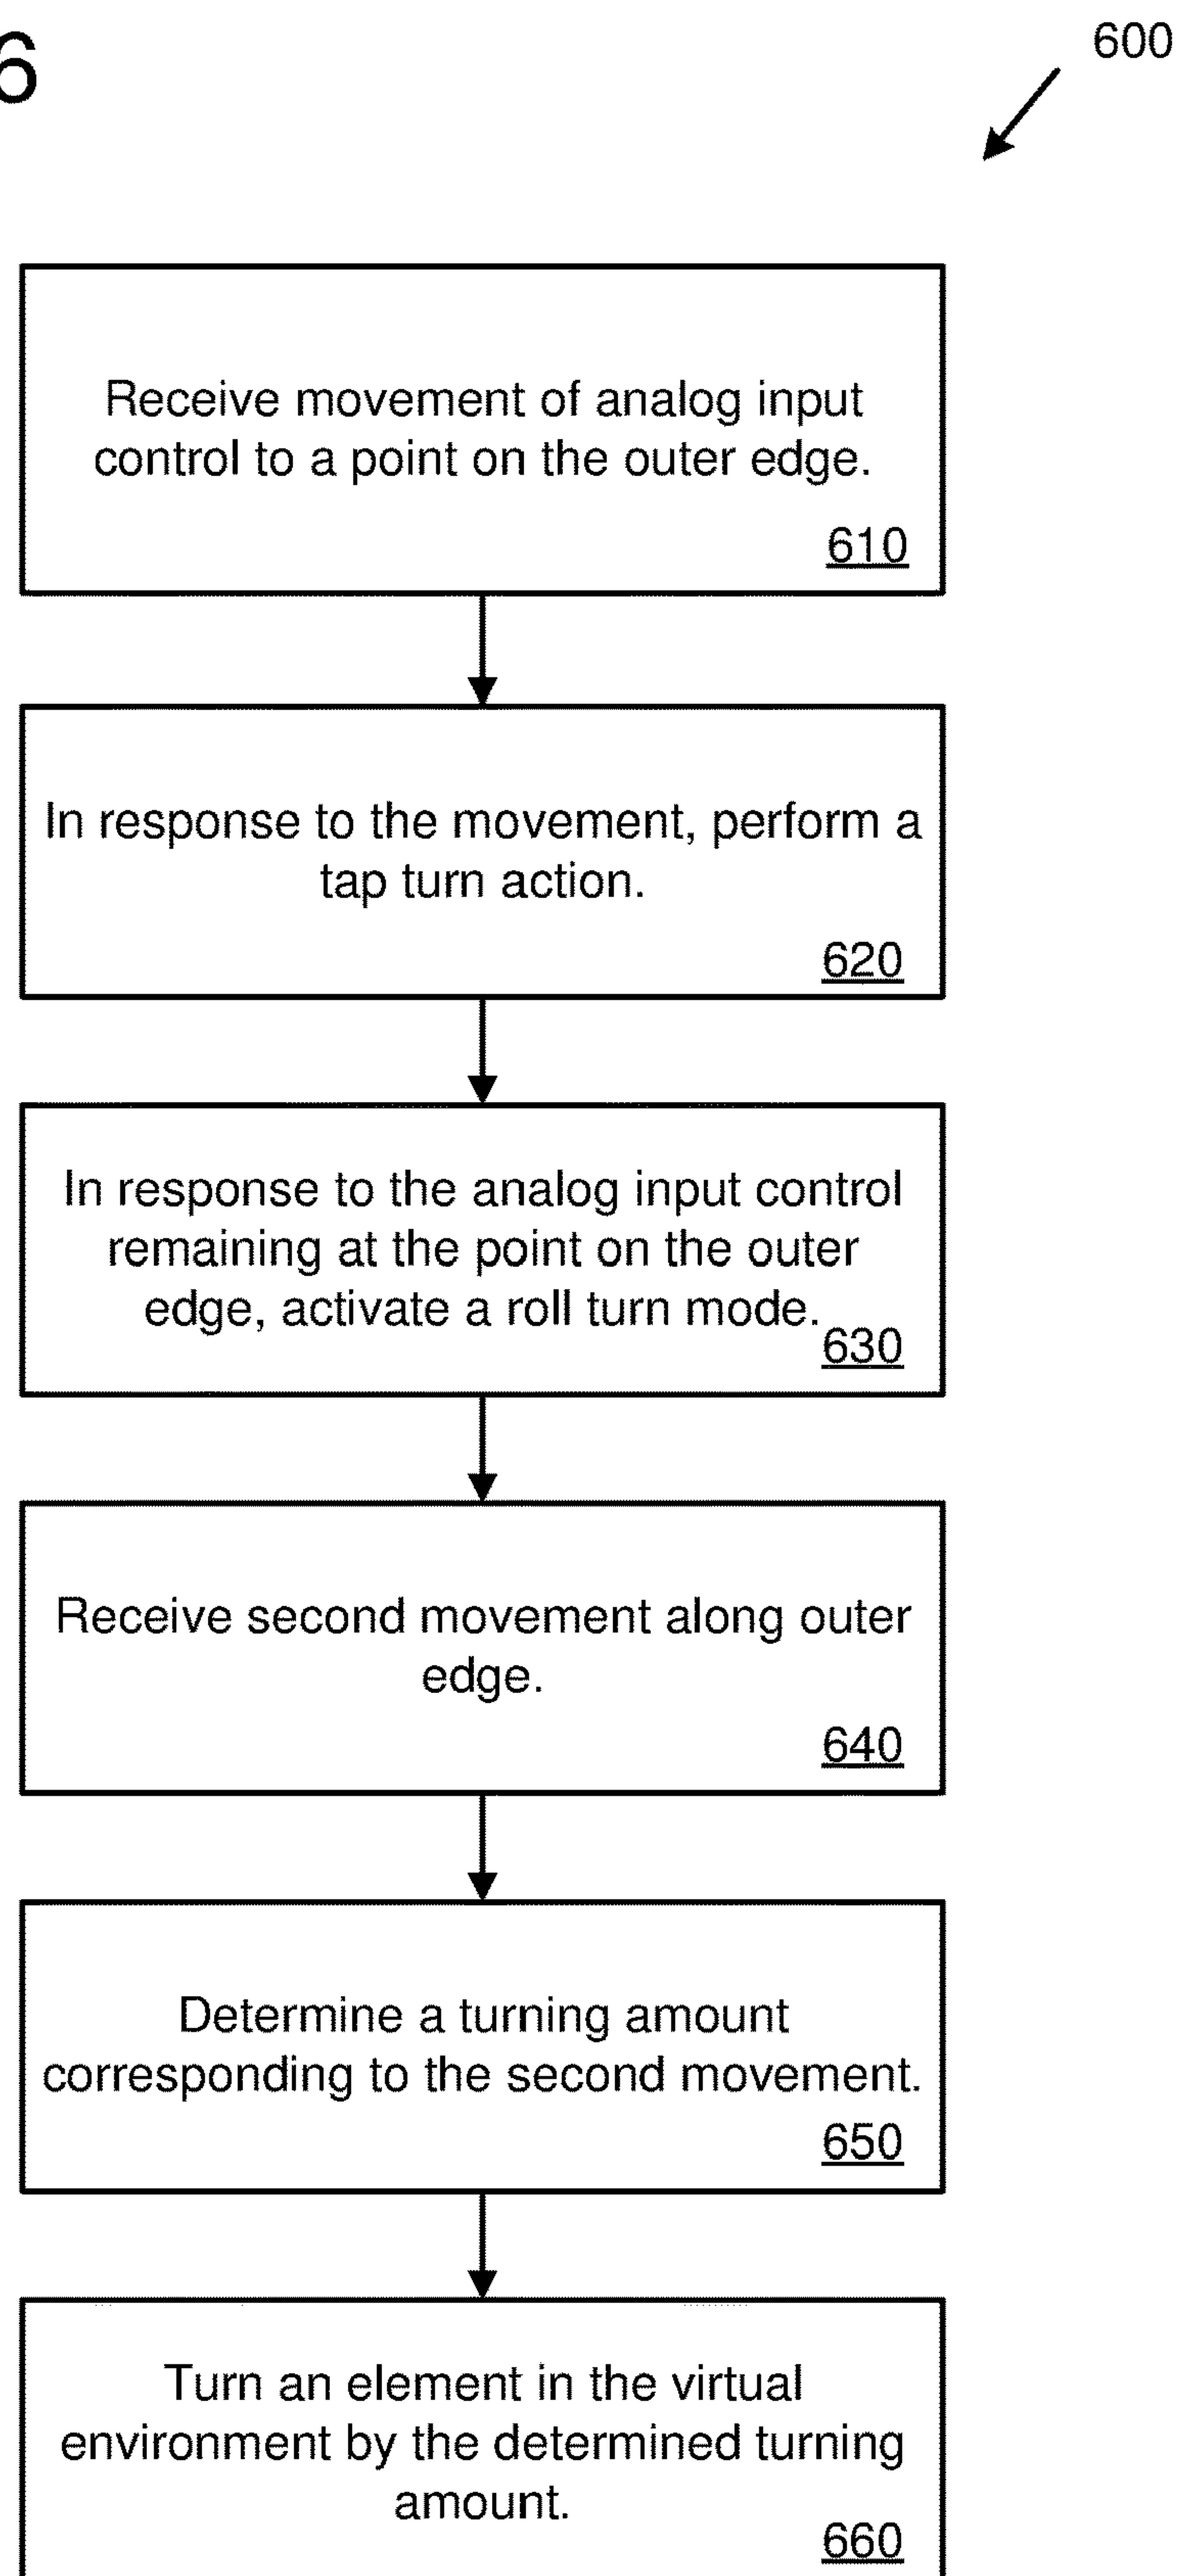 6
600
Receive movement of analog input
control to a point on the outer edge.
610
In response to the movement, perform a
tap turn action.
620
In response to the analog input control
remaining at the point on the outer
edge, activate a roll turn mode.
630
Receive second movement along outer
edge.
640
Determine a turning amount
corresponding to the second movement.
650
Turn an element in the virtual
environment by the determined turning
amount.
660